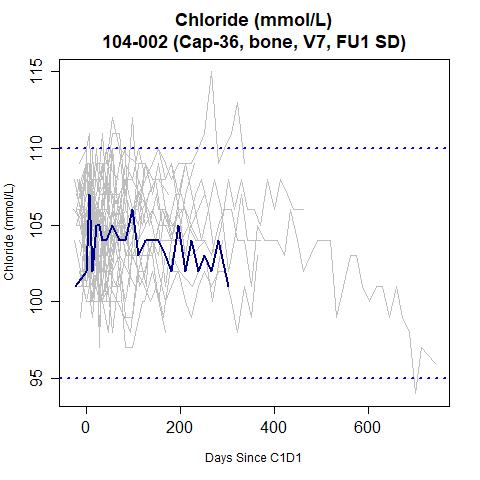 Chloride (mmol/L)
104-002 (Cap-36, bone, V7, FU1 SD)
Chloride (mmol/L)
115
110
105
100
95
0
200
400
600
Days Since C1D1